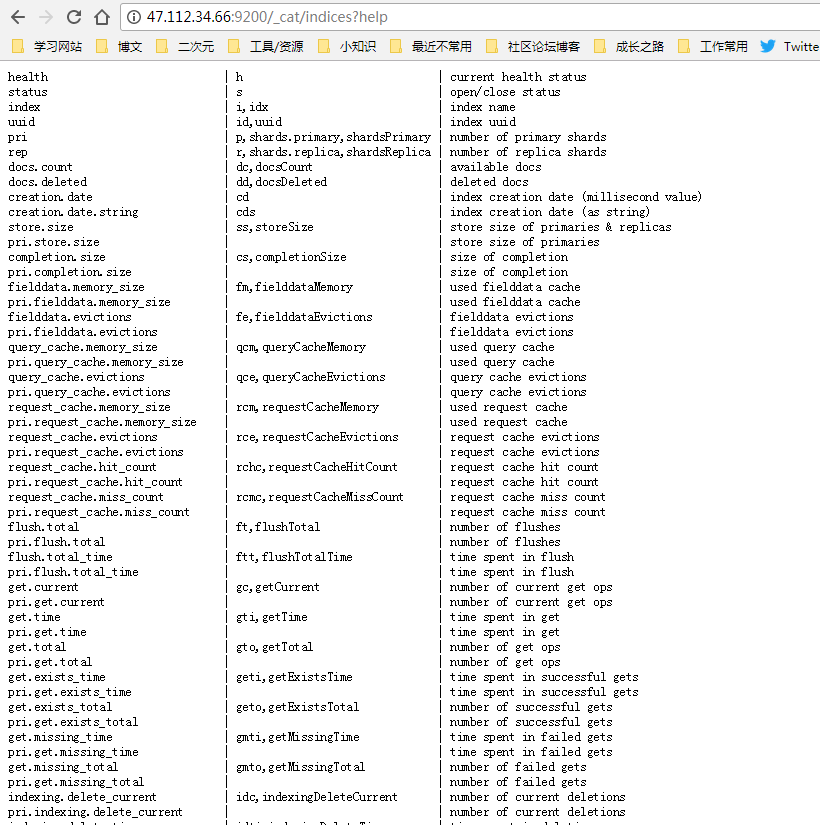 47.112.34.66:9200/_cat/indices?help
学习网站 博文 二次元 工具/资源 小知识 最近不常用 社区论坛博客 成长之路 工作常用 Twitte
health | h | current health status
status | s | open/close status
index | i,idx | index name
uuid | id,uuid | index uuid
pri | p,shards.primary,shardsPrimary | number of primary shards
rep | r,shards.replica,shardsReplica | number of replica shards
docs.count | dc,docsCount | available docs
docs.deleted | dd,docsDeleted | deleted docs
creation.date | cd | index creation date (millisecond value)
creation.date.string | cds | index creation date (as string)
store.size | ss,storeSize | store size of primaries & replicas
pri.store.size | | store size of primaries
completion.size | cs,completionSize | size of completion
pri.completion.size | | size of completion
fielddata.memory_size | fm,fielddataMemory | used fielddata cache
pri.fielddata.memory_size | | used fielddata cache
fielddata.evictions | fe,fielddataEvictions | fielddata evictions
pri.fielddata.evictions | | fielddata evictions
query_cache.memory_size | qcm,queryCacheMemory | used query cache
pri.query_cache.memory_size | | used query cache
query_cache.evictions | qce,queryCacheEvictions | query cache evictions
pri.query_cache.evictions | | query cache evictions
request_cache.memory_size | rcm,requestCacheMemory | used request cache
pri.request_cache.memory_size | | used request cache
request_cache.evictions | rce,requestCacheEvictions | request cache evictions
pri.request_cache.evictions | | request cache evictions
request_cache.hit_count | rchc,requestCacheHitCount | request cache hit count
pri.request_cache.hit_count | | request cache hit count
request_cache.miss_count | rcmc,requestCacheMissCount | request cache miss count
pri.request_cache.miss_count | | request cache miss count
flush.total | ft,flushTotal | number of flushes
pri.flush.total | | number of flushes
flush.total_time | ftt,flushTotalTime | time spent in flush
pri.flush.total_time | | time spent in flush
get.current | gc,getCurrent | number of current get ops
pri.get.current | | number of current get ops
get.time | gti,getTime | time spent in get
pri.get.time | | time spent in get
get.total | gto,getTotal | number of get ops
pri.get.total | | number of get ops
get.exists_time | geti,getExistsTime | time spent in successful gets
pri.get.exists_time | | time spent in successful gets
get.exists_total | geto,getExistsTotal | number of successful gets
pri.get.exists_total | | number of successful gets
get.missing_time | gmti,getMissingTime | time spent in failed gets
pri.get.missing_time | | time spent in failed gets
get.missing_total | gmto,getMissingTotal | number of failed gets
pri.get.missing_total | | number of failed gets
indexing.delete_current | idc,indexingDeleteCurrent | number of current deletions
pri.indexing.delete_current | | number of current deletions